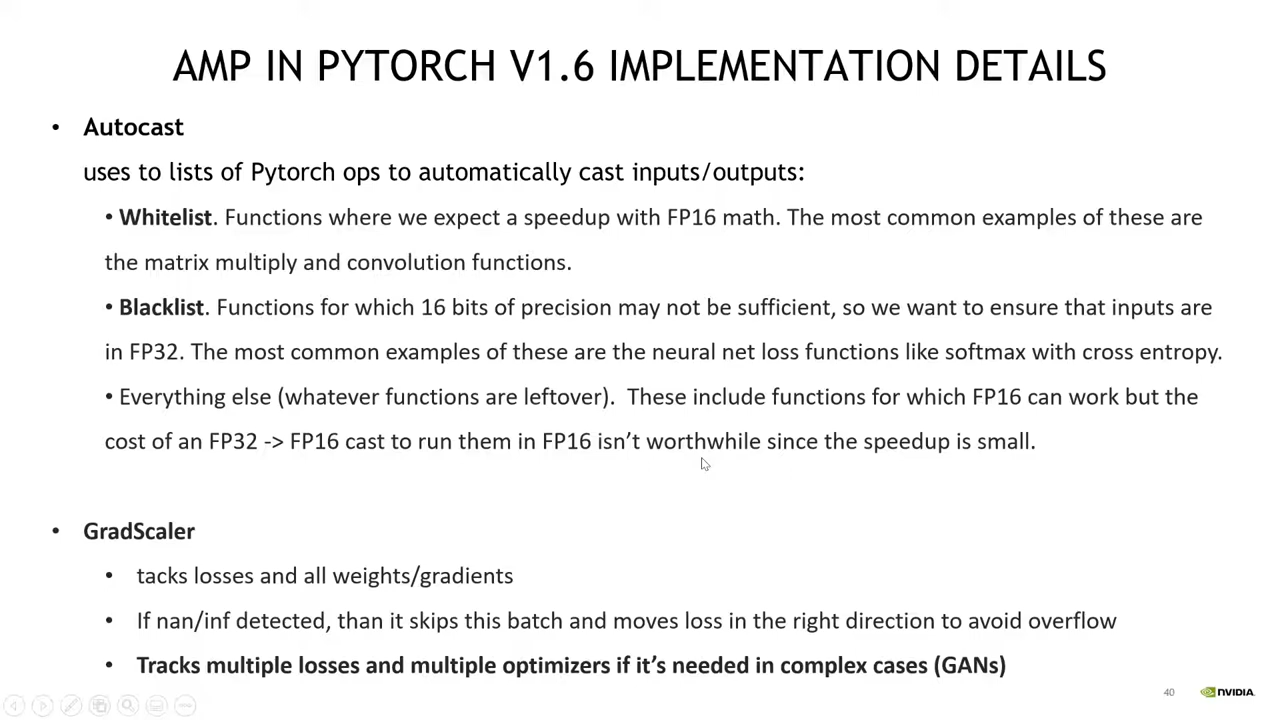 AMP IN PYTORCH V1.6 IMPLEMENTATION DETAILS
• Autocast
uses to lists of Pytorch ops to automatically cast inputs/outputs:
• Whitelist. Functions where we expect a speedup with FP16 math. The most common examples of these are
the matrix multiply and convolution functions.
• Blacklist. Functions for which 16 bits of precision may not be sufficient, so we want to ensure that inputs are
in FP32. The most common examples of these are the neural net loss functions like softmax with cross entropy.
• Everything else (whatever functions are leftover). These include functions for which FP16 can work but the
cost of an FP32 -> FP16 cast to run them in FP16 isn’t worthwhile since the speedup is small.
• GradScaler
• tacks losses and all weights/gradients
• If nan/inf detected, than it skips this batch and moves loss in the right direction to avoid overflow
• Tracks multiple losses and multiple optimizers if it’s needed in complex cases (GANs)
40 NVIDIA.